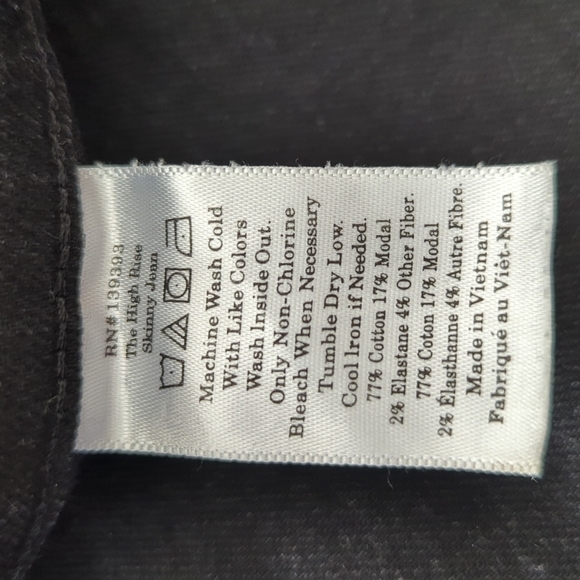 RN# 139393
The High Rise
Skinny Jean
Machine Wash Cold
With Like Colors
Wash Inside Out.
Only Non-Chlorine
Bleach When Necessary
Tumble Dry Low.
Cool Iron if Needed.
77% Cotton 17% Modal
2% Elastane 4% Other Fiber.
77% Coton 17% Modal
2% Élasthanne 4% Autre Fibre.
Made in Vietnam
Fabriqué au Viêt-Nam